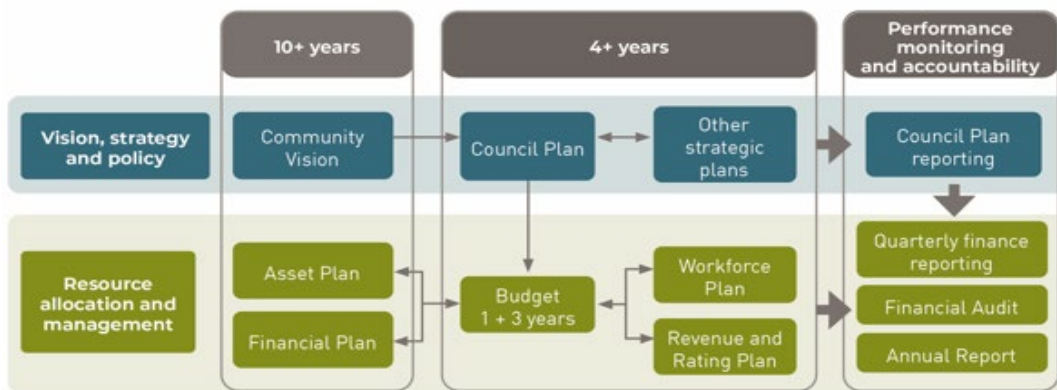 10+ years
4+ years
Performance
monitoring
and accountability
Vision, strategy
and policy
Community
Vision
Council Plan
Other
strategic
plans
Council Plan
reporting
Resource
allocation and
management
Asset Plan
Financial Plan
Budget
1 + 3 years
Workforce
Plan
Revenue and
Rating Plan
Quarterly finance
reporting
Financial Audit
Annual Report